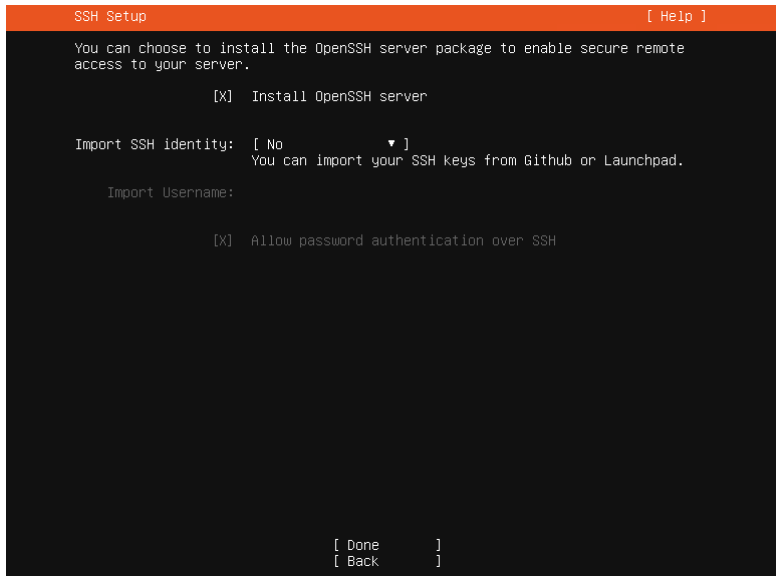 SSH Setup [ Help ]
You can choose to install the OpenSSH server package to enable secure remote
access to your server.
[X] Install OpenSSH server
Import SSH identity: [ No ▼ ]
You can import your SSH keys from Github or Launchpad.
Import Username:
[X] Allow password authentication over SSH
[ Done ]
[ Back ]